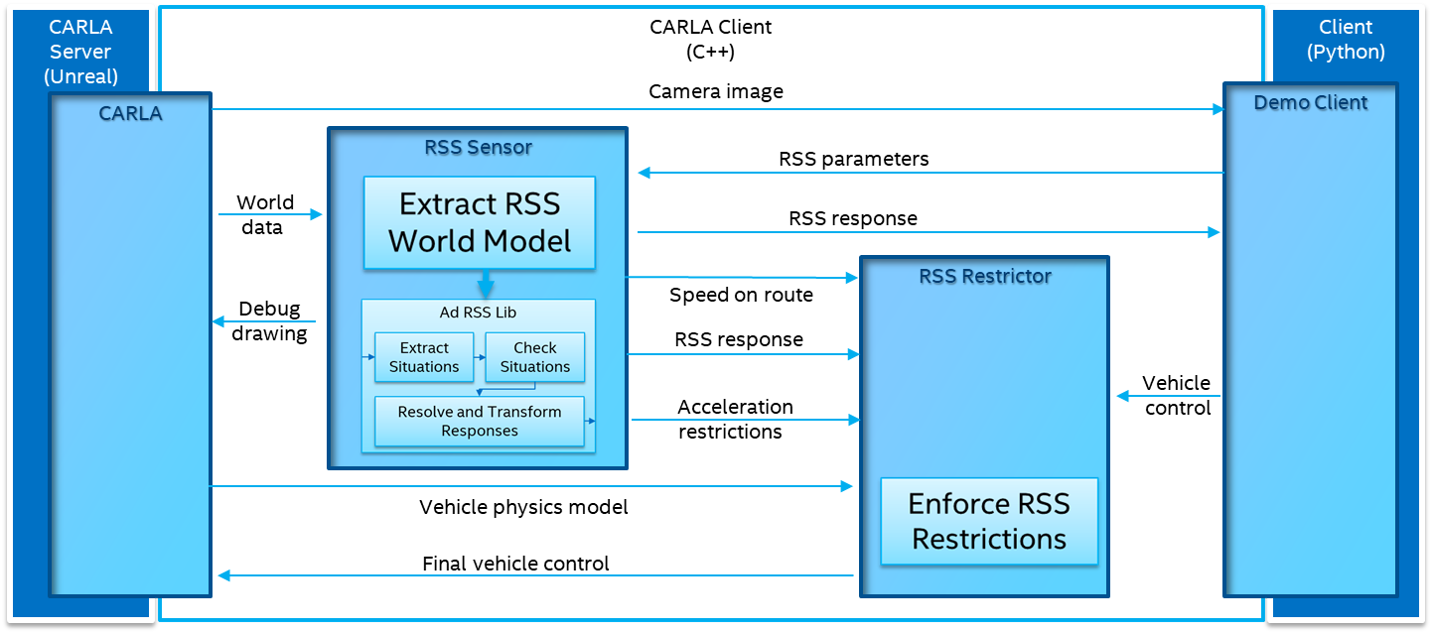 CARLA
Server
(Unreal)
CARLA Client
(C++)
Client
(Python)
CARLA
Camera image
Demo Client
RSS Sensor
RSS parameters
Extract RSS
World Model
World
data
RSS response
RSS Restrictor
Speed on route
Debug
drawing
Ad RSS Lib
Extract
Situations
Check
Situations
RSS response
Resolve and Transform
Responses
Acceleration
restrictions
Vehicle
control
Vehicle physics model
Enforce RSS
Restrictions
Final vehicle control